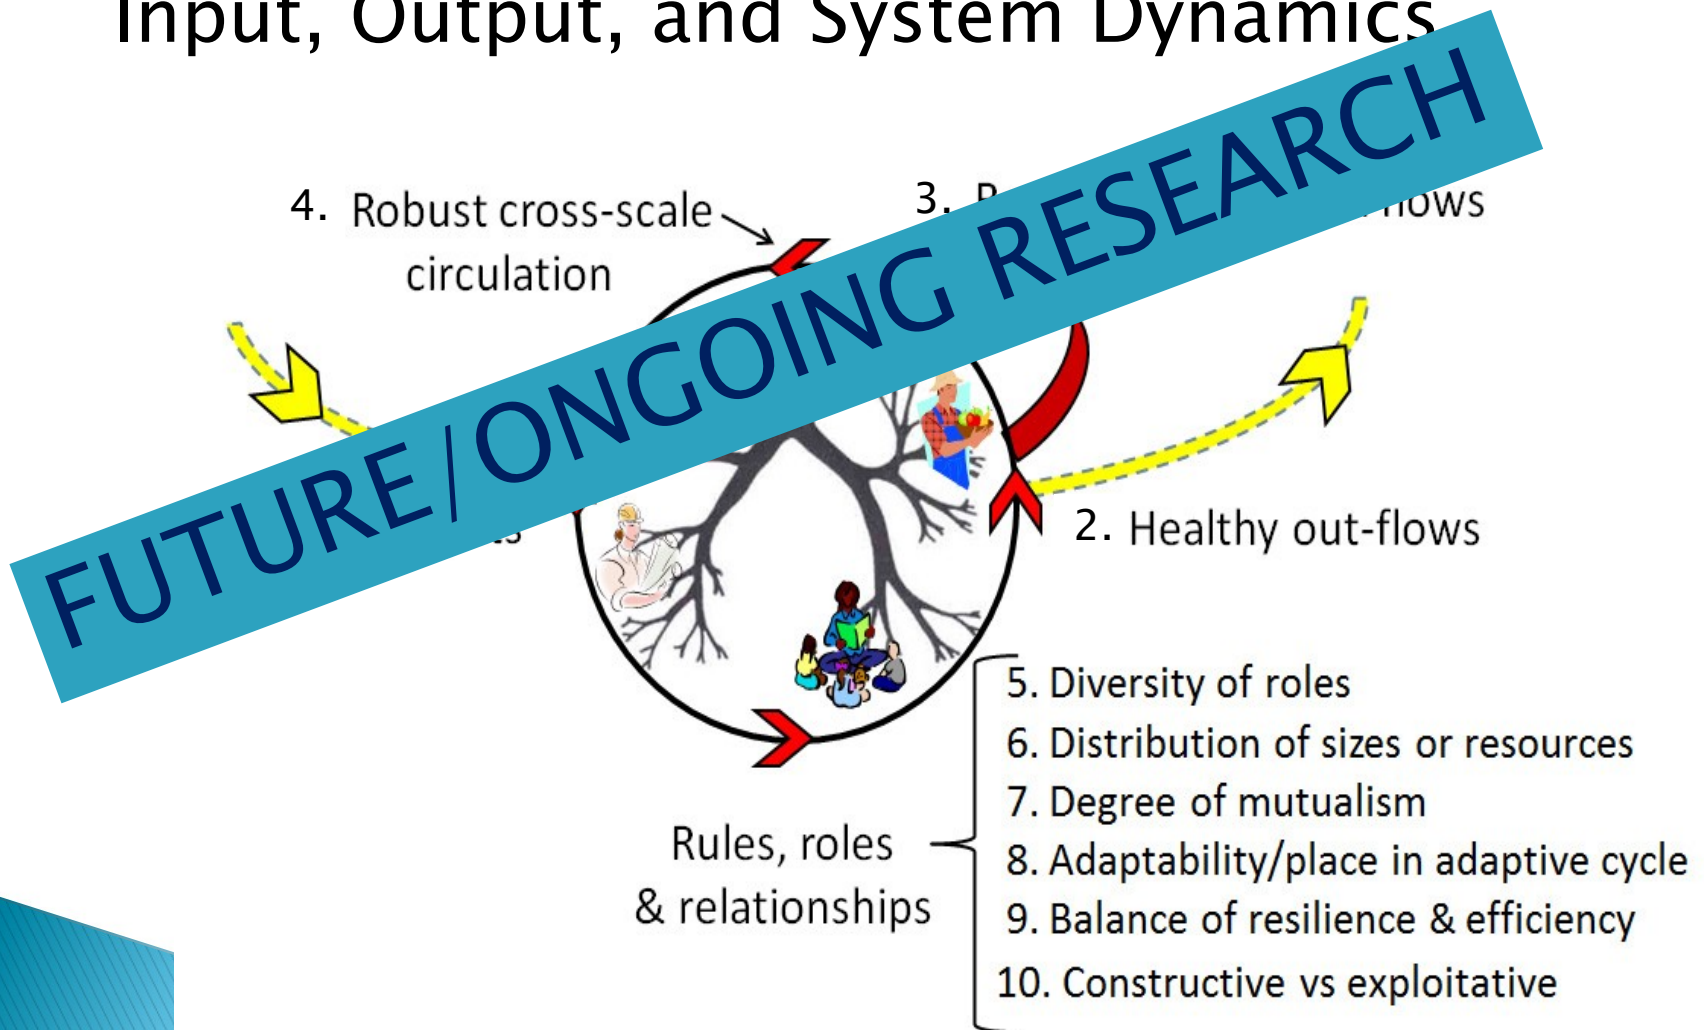 Input, Output, and System Dynamics
FUTURE/ONGOING RESEARCH
4. Robust cross-scale
circulation
3.
2. Healthy out-flows
Rules, roles
& relationships
5. Diversity of roles
6. Distribution of sizes or resources
7. Degree of mutualism
8. Adaptability/place in adaptive cycle
9. Balance of resilience & efficiency
10. Constructive vs exploitative